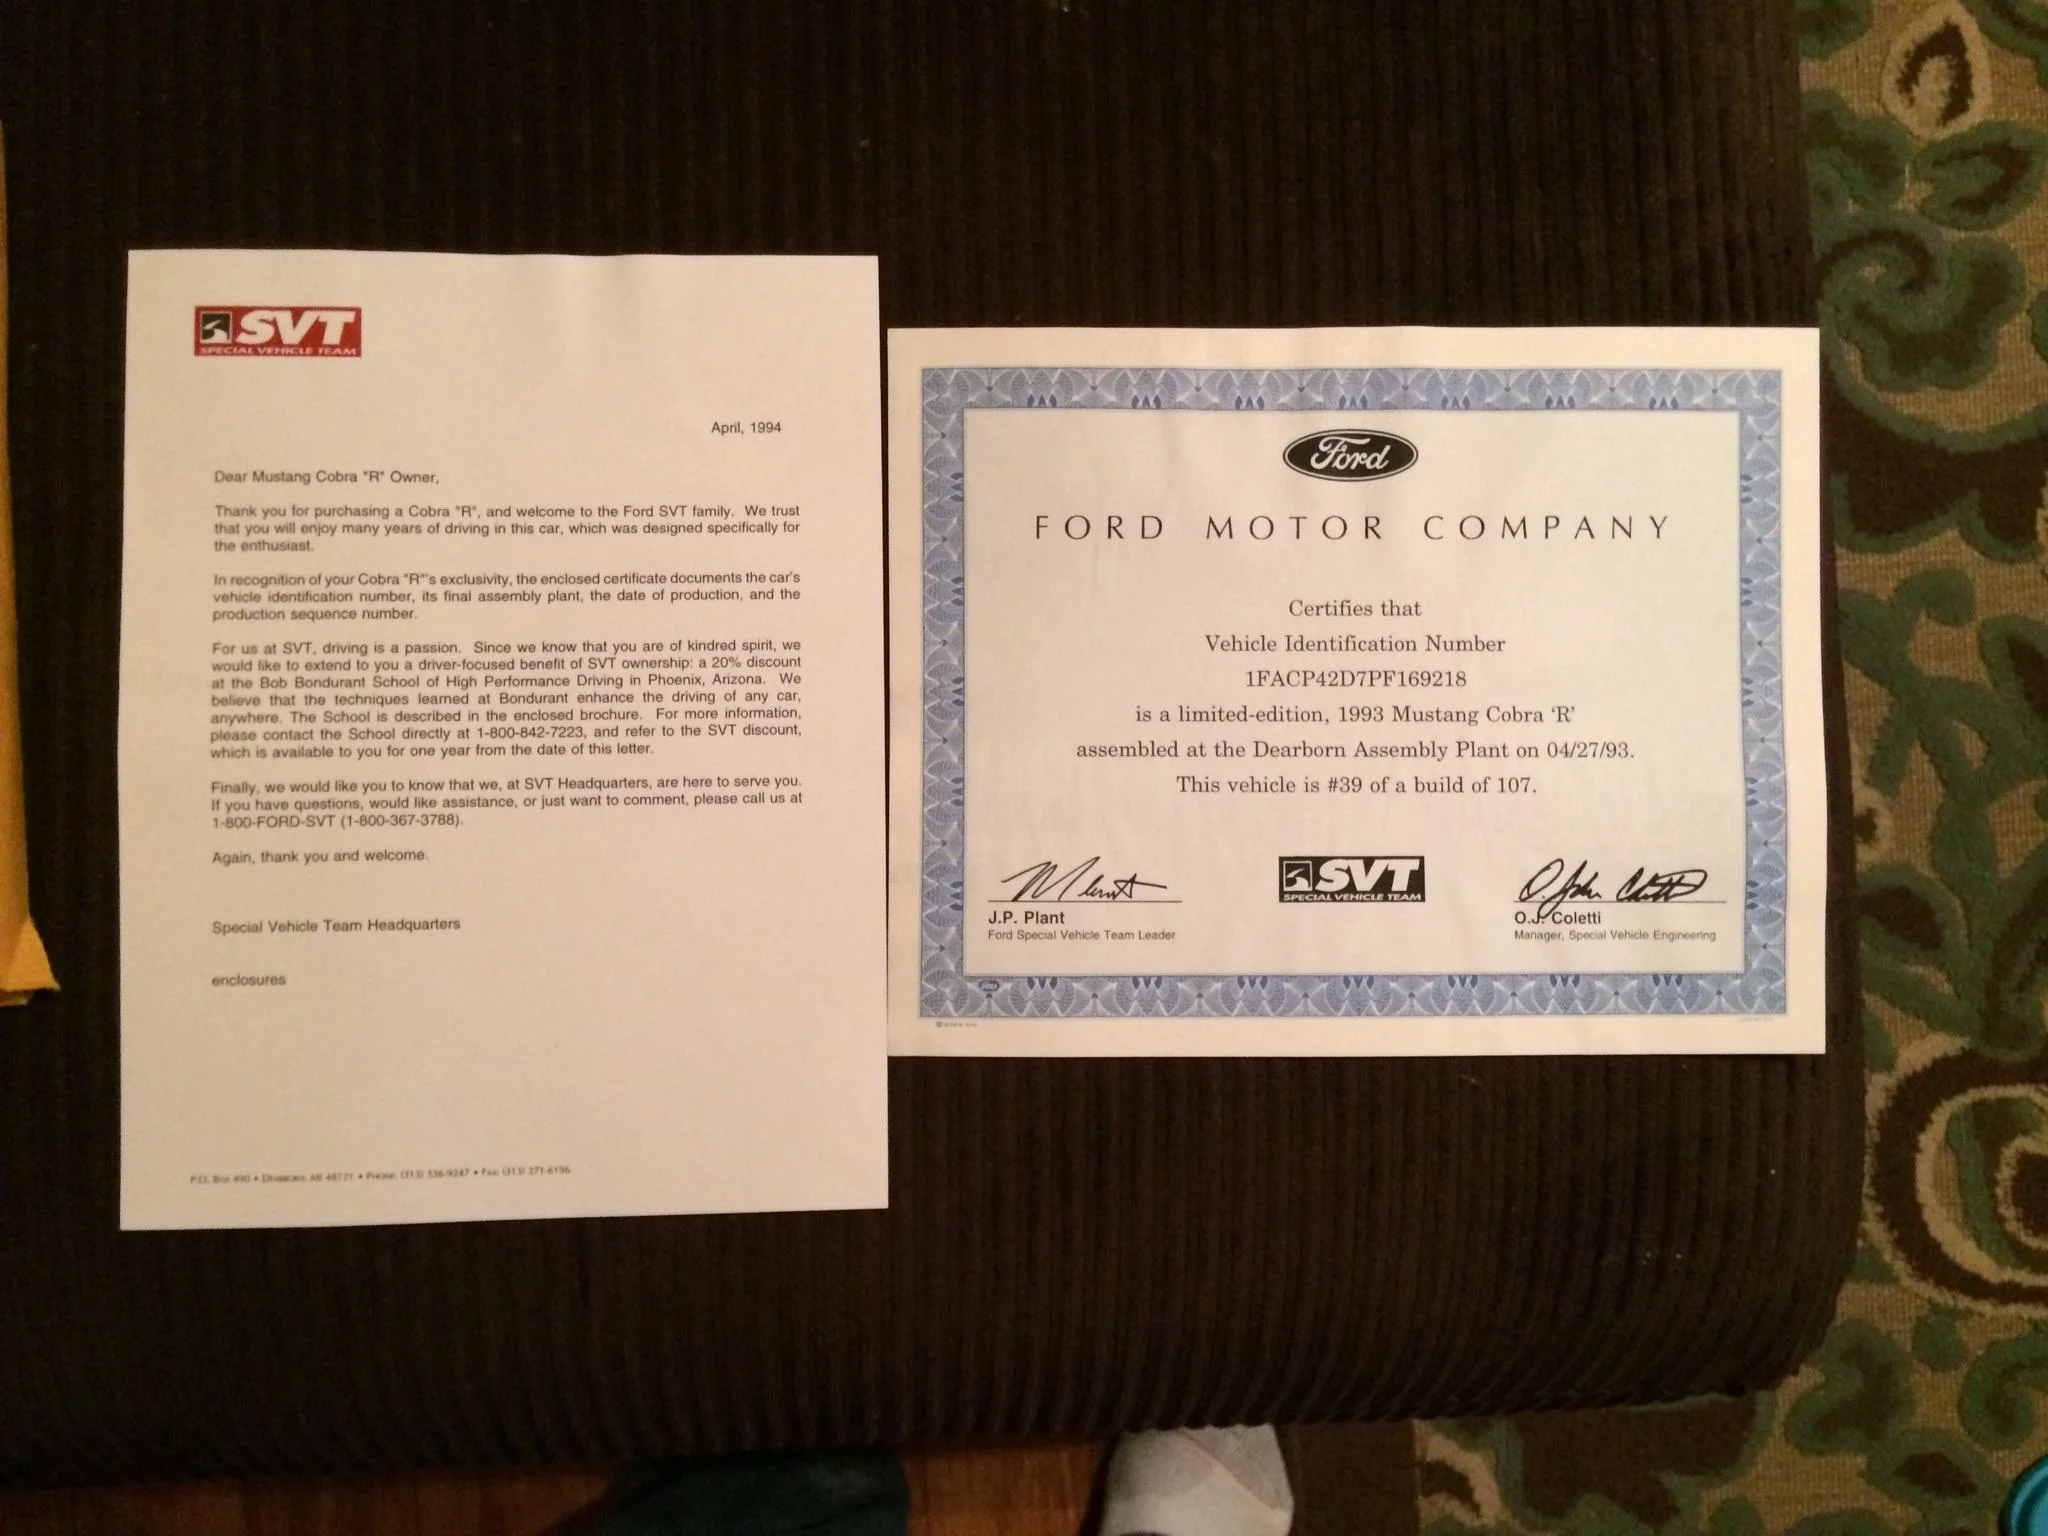 SVT
SPECIAL VEHICLE TEAM
April, 1994
Dear Mustang Cobra "R" Owner,
Thank you for purchasing a Cobra "R", and welcome to the Ford SVT family. We trust
that you will enjoy many years of driving in this car, which was designed specifically for
the enthusiast.
In recognition of your Cobra "R"'s exclusivity, the enclosed certificate documents the car's
vehicle identification number, its final assembly plant, the date of production, and the
production sequence number.
For us at SVT, driving is a passion. Since we know that you are of kindred spirit, we
would like to extend to you a driver-focused benefit of SVT ownership: a 20% discount
at the Bob Bondurant School of High Performance Driving in Phoenix, Arizona. We
believe that the techniques learned at Bondurant enhance the driving of any car,
anywhere. The School is described in the enclosed brochure. For more information,
please contact the School directly at 1-800-842-7223, and refer to the SVT discount,
which is available to you for one year from the date of this letter.
Finally, we would like you to know that we, at SVT Headquarters, are here to serve you.
If you have questions, would like assistance, or just want to comment, please call us at
1-800-FORD-SVT (1-800-367-3788).
Again, thank you and welcome.
Special Vehicle Team Headquarters
enclosures
P.O. Box 490 • Dearborn, MI 48121 • Phone: (313) 336-9247 • Fax: (313) 271-6196
Ford
FORD MOTOR COMPANY
Certifies that
Vehicle Identification Number
1FACP42D7PF169218
is a limited-edition, 1993 Mustang Cobra 'R'
assembled at the Dearborn Assembly Plant on 04/27/93.
This vehicle is #39 of a build of 107.
SVT
SPECIAL VEHICLE TEAM
J.P. Plant
Ford Special Vehicle Team Leader
O.J. Coletti
Manager, Special Vehicle Engineering